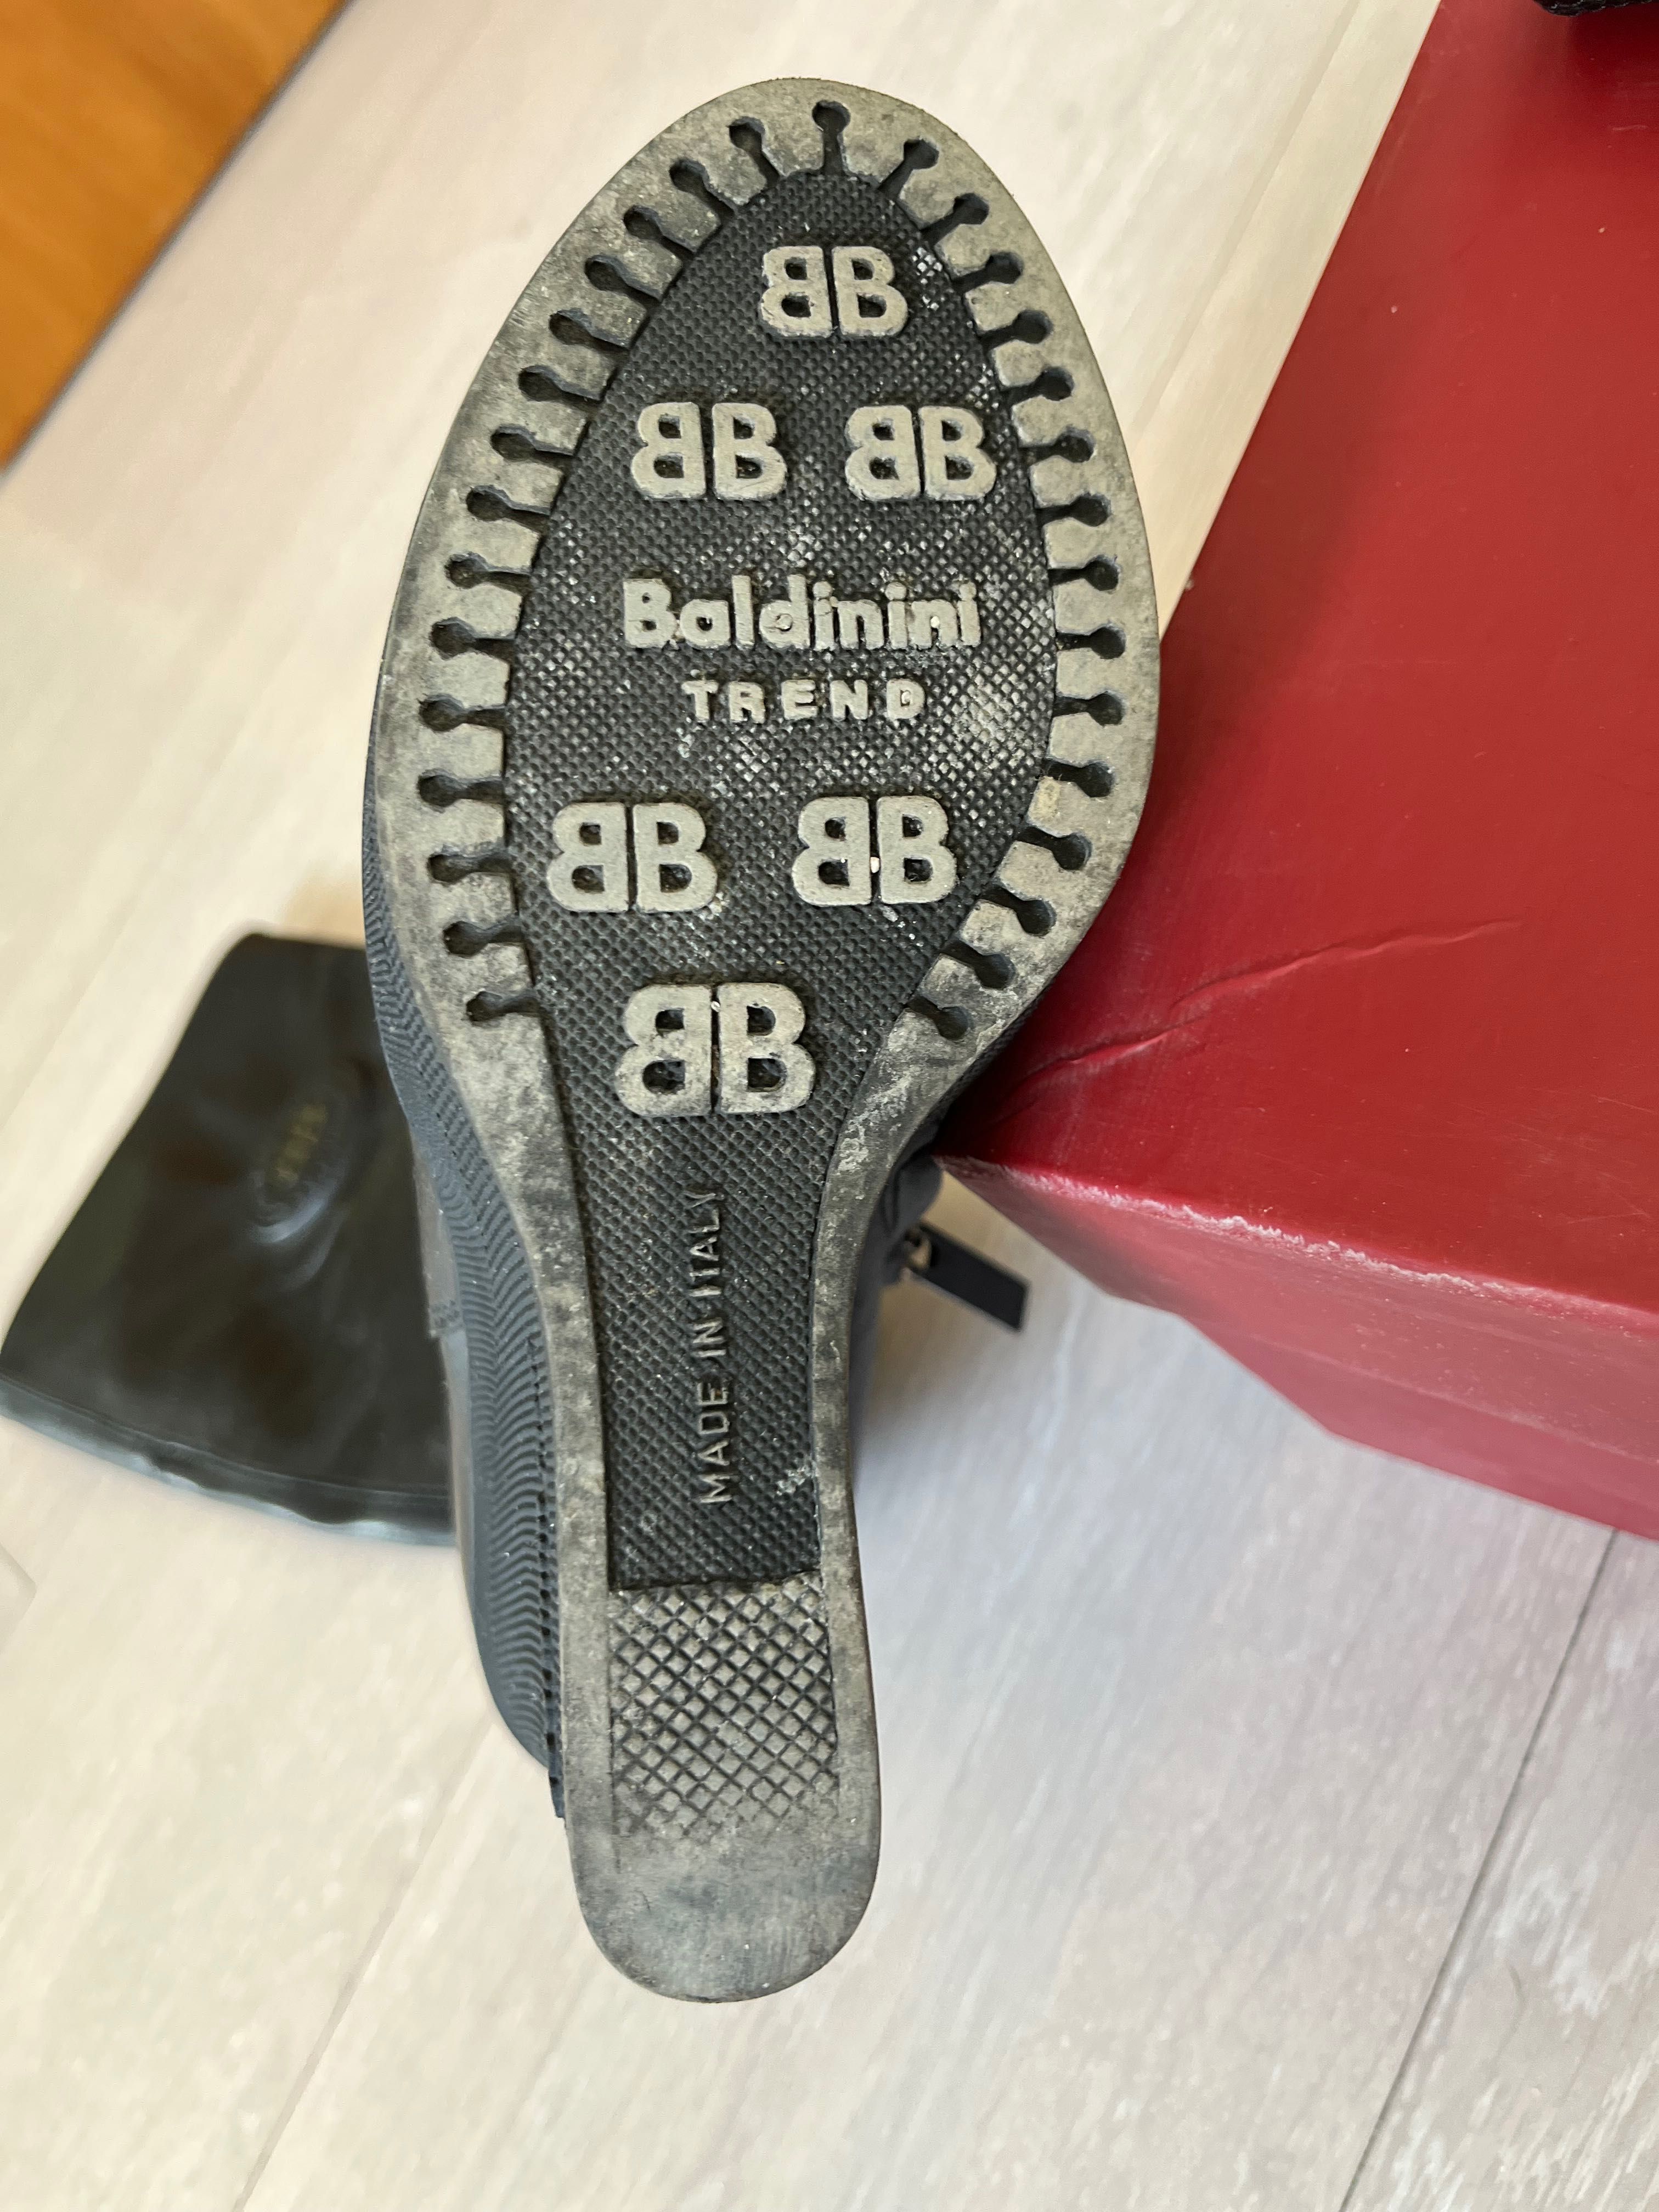 BB
BB BB
Baldinini
TREND
BB BB
BB
MADE IN ITALY